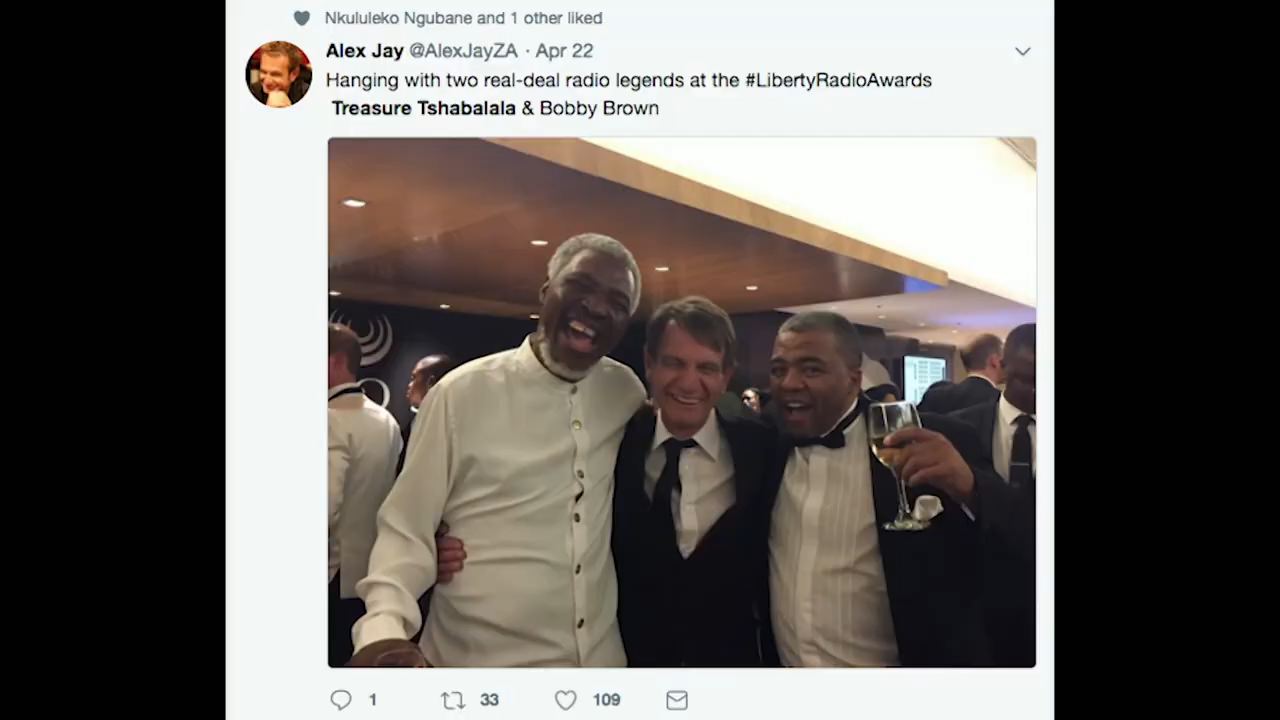 Nkululeko Ngubane and 1 other liked
Alex Jay @AlexJayZA · Apr 22
Hanging with two real-deal radio legends at the #LibertyRadioAwards
Treasure Tshabalala & Bobby Brown
1 33 109